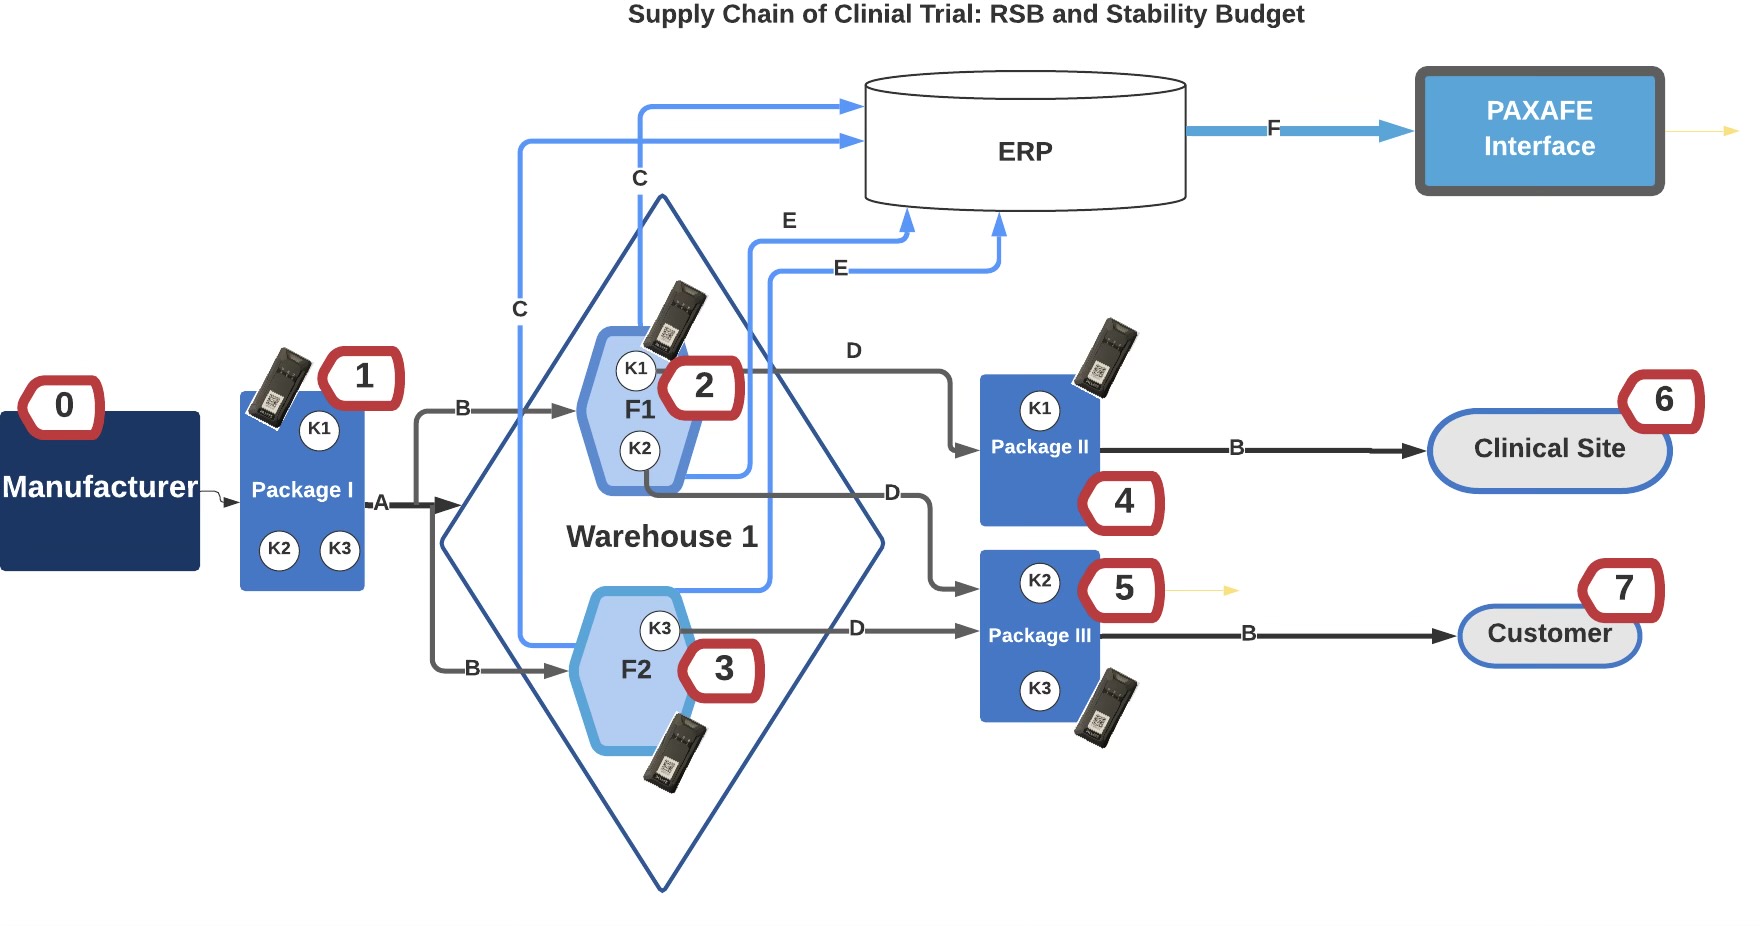 Supply Chain of Clinial Trial: RSB and Stability Budget
PAXAFE
Interface
F
ERP
C
E
E
C
K1
2
F1
K2
D
D
1
0
K1
Manufacturer
Package I
A
K2
K3
B
B
Warehouse 1
K3
F2
3
D
K1
Package II
4
B
6
Clinical Site
K2
5
Package III
K3
B
7
Customer